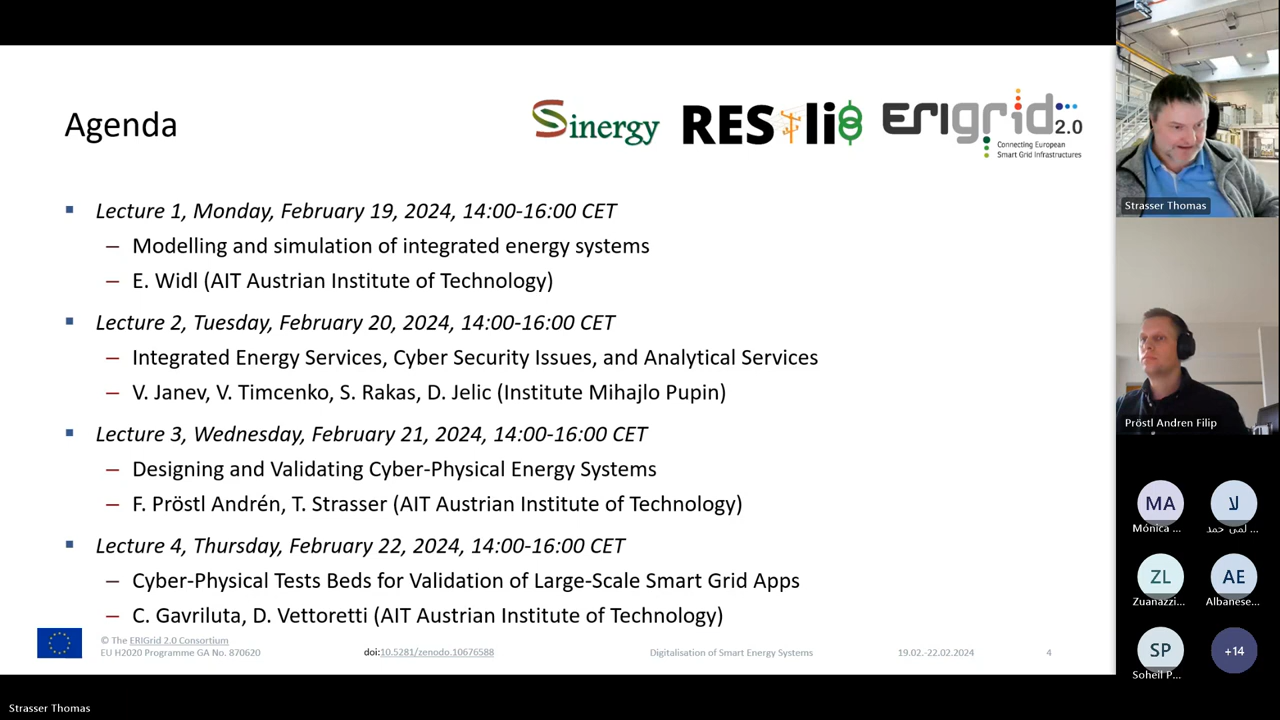 Agenda
Sinergy
RESili8
ERIgrid 2.0
Connecting European
Smart Grid Infrastructures
Lecture 1, Monday, February 19, 2024, 14:00-16:00 CET
– Modelling and simulation of integrated energy systems
– E. Widl (AIT Austrian Institute of Technology)
Lecture 2, Tuesday, February 20, 2024, 14:00-16:00 CET
– Integrated Energy Services, Cyber Security Issues, and Analytical Services
– V. Janev, V. Timcenko, S. Rakas, D. Jelic (Institute Mihajlo Pupin)
Lecture 3, Wednesday, February 21, 2024, 14:00-16:00 CET
– Designing and Validating Cyber-Physical Energy Systems
– F. Pröstl Andrén, T. Strasser (AIT Austrian Institute of Technology)
Lecture 4, Thursday, February 22, 2024, 14:00-16:00 CET
– Cyber-Physical Tests Beds for Validation of Large-Scale Smart Grid Apps
– C. Gavriluta, D. Vettoretti (AIT Austrian Institute of Technology)
© The ERIGrid 2.0 Consortium
EU H2020 Programme GA No. 870620
doi:10.5281/zenodo.10676588
Digitalisation of Smart Energy Systems
19.02.-22.02.2024
4
Strasser Thomas
Pröstl Andren Filip
MA
Mónica ...
لا
لمى حمد ...
ZL
Zuanazzi...
AE
Albanese...
SP
Soheil P...
+14
Strasser Thomas